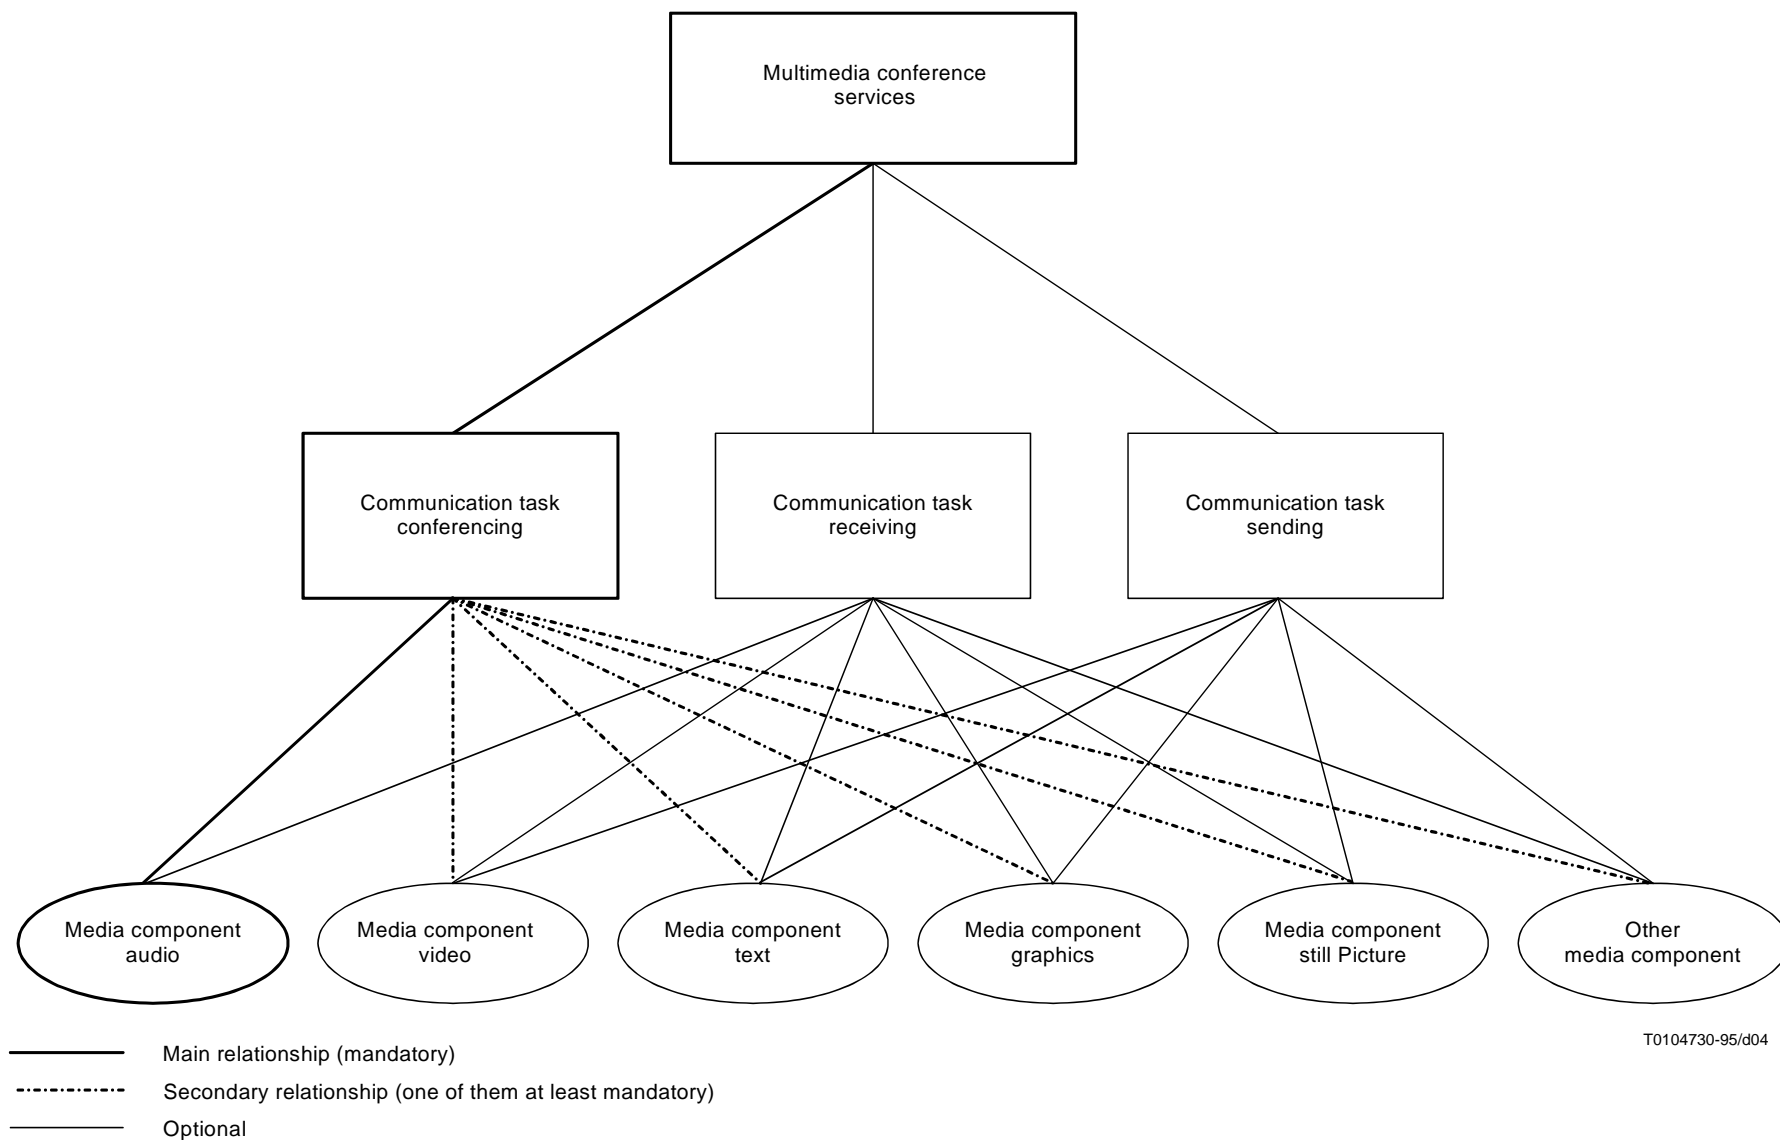 Multimedia conference
services
Communication task
conferencing
Communication task
receiving
Communication task
sending
Media component
audio
Media component
video
Media component
text
Media component
graphics
Media component
still Picture
Other
media component
T0104730-95/d04
Main relationship (mandatory)
Secondary relationship (one of them at least mandatory)
Optional